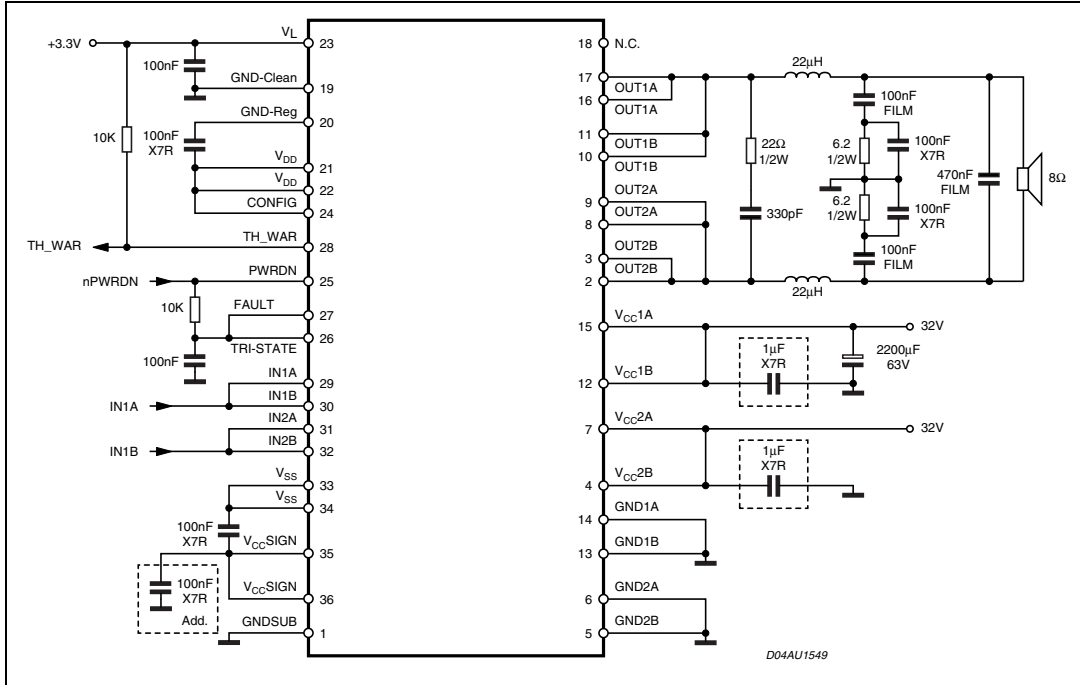 +3.3V
V_L
23
100nF
GND-Clean
19
GND-Reg
20
10K
100nF
X7R
V_DD
21
V_DD
22
CONFIG
24
TH_WAR
TH_WAR
28
nPWRDN
PWRDN
25
10K
FAULT
27
26
TRI-STATE
100nF
IN1A
29
IN1A
IN1B
30
IN2A
31
IN1B
IN2B
32
V_SS
33
V_SS
34
100nF
X7R
V_CCSIGN
35
100nF
X7R
Add.
V_CCSIGN
36
GNDSUB
1
18
N.C.
17
OUT1A
16
OUT1A
11
OUT1B
10
OUT1B
OUT2A
9
OUT2A
8
OUT2B
3
OUT2B
2
22µH
22Ω
1/2W
330pF
100nF
FILM
6.2
1/2W
100nF
X7R
6.2
1/2W
100nF
X7R
100nF
FILM
470nF
FILM
8Ω
22µH
15
V_CC1A
32V
1µF
X7R
2200µF
63V
12
V_CC1B
7
V_CC2A
32V
1µF
X7R
4
V_CC2B
14
GND1A
13
GND1B
6
GND2A
5
GND2B
D04AU1549